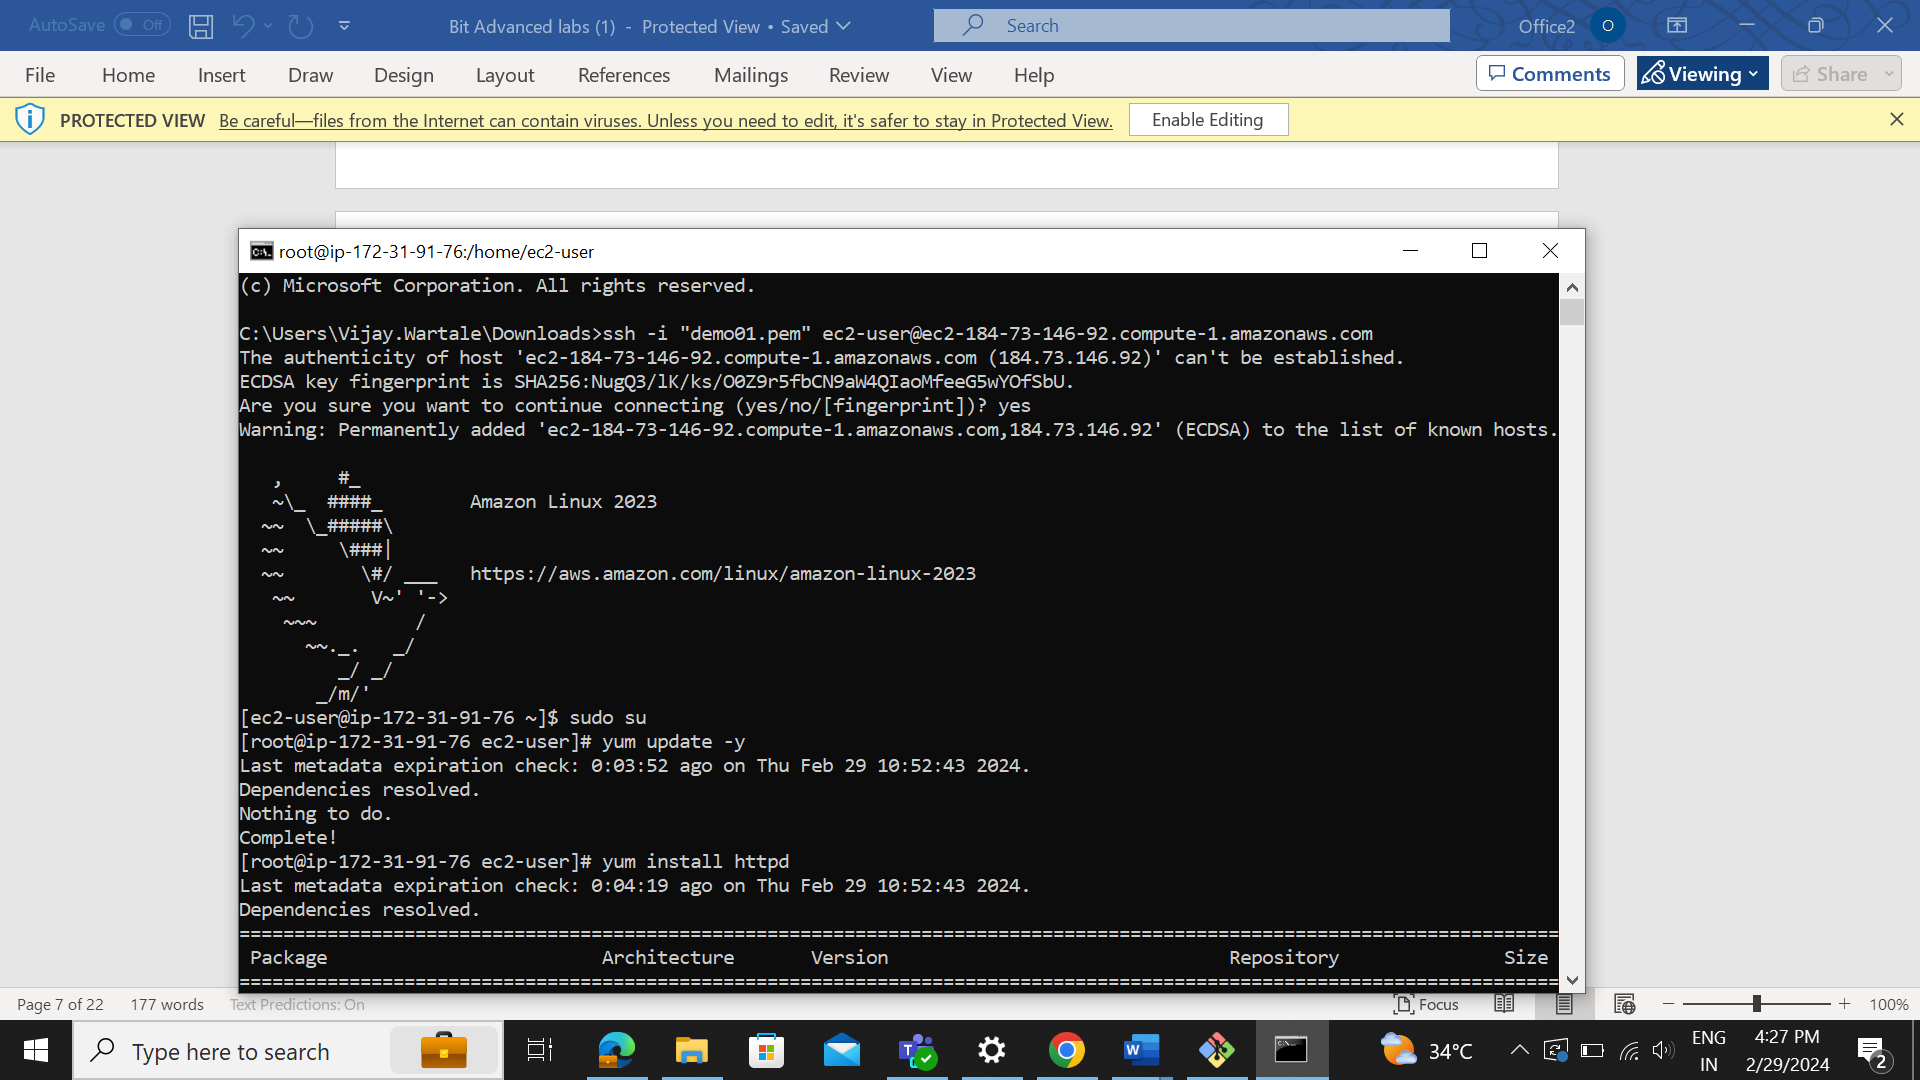 AutoSave Off Bit Advanced labs (1) - Protected View • Saved Search Office2 O
File Home Insert Draw Design Layout References Mailings Review View Help Comments Viewing Share
PROTECTED VIEW Be careful—files from the Internet can contain viruses. Unless you need to edit, it's safer to stay in Protected View. Enable Editing
root@ip-172-31-91-76:/home/ec2-user
(c) Microsoft Corporation. All rights reserved.
C:\Users\Vijay.Wartale\Downloads>ssh -i "demo01.pem" ec2-user@ec2-184-73-146-92.compute-1.amazonaws.com
The authenticity of host 'ec2-184-73-146-92.compute-1.amazonaws.com (184.73.146.92)' can't be established.
ECDSA key fingerprint is SHA256:NugQ3/lK/ks/O0Z9r5fbCN9aW4QIaoMfeeG5wYOfSbU.
Are you sure you want to continue connecting (yes/no/[fingerprint])? yes
Warning: Permanently added 'ec2-184-73-146-92.compute-1.amazonaws.com,184.73.146.92' (ECDSA) to the list of known hosts.
   ,     #_
   ~\_  ####_        Amazon Linux 2023
  ~~  \_#####\
  ~~     \###|
  ~~       \#/ ___   https://aws.amazon.com/linux/amazon-linux-2023
   ~~       V~' '->
    ~~~         /
      ~~._.   _/
         _/ _/
       _/m/'
[ec2-user@ip-172-31-91-76 ~]$ sudo su
[root@ip-172-31-91-76 ec2-user]# yum update -y
Last metadata expiration check: 0:03:52 ago on Thu Feb 29 10:52:43 2024.
Dependencies resolved.
Nothing to do.
Complete!
[root@ip-172-31-91-76 ec2-user]# yum install httpd
Last metadata expiration check: 0:04:19 ago on Thu Feb 29 10:52:43 2024.
Dependencies resolved.
================================================================================
Package Architecture Version Repository Size
================================================================================
Page 7 of 22 177 words Text Predictions: On Focus 100%
Type here to search 34°C ENG 4:27 PM
IN 2/29/2024 2